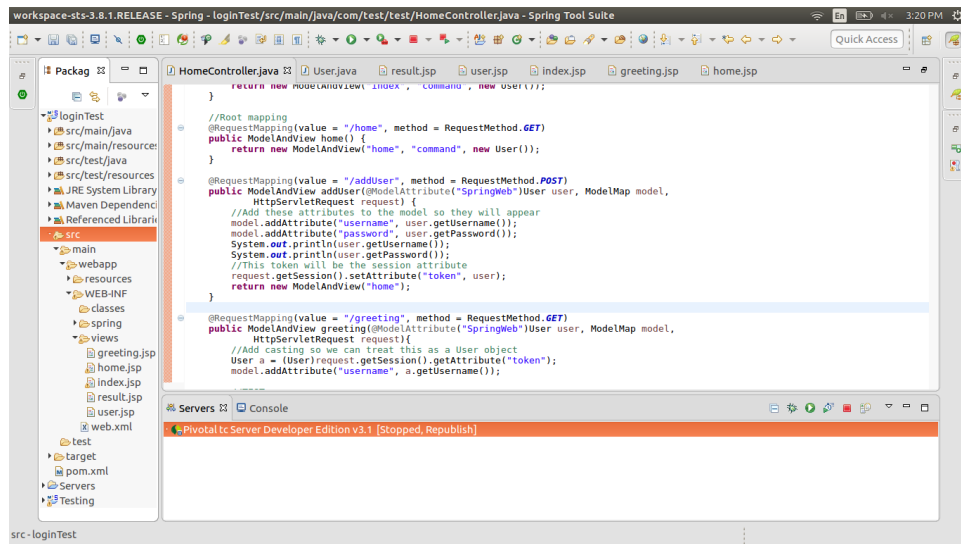 workspace-sts-3.8.1.RELEASE - Spring - loginTest/src/main/java/com/test/test/HomeController.java - Spring Tool Suite
En
3:20 PM
Quick Access
Packag
HomeController.java
User.java
result.jsp
user.jsp
index.jsp
greeting.jsp
home.jsp
loginTest
src/main/java
src/main/resources
src/test/java
src/test/resources
JRE System Library
Maven Dependenci
Referenced Librarie
src
main
webapp
resources
WEB-INF
classes
spring
views
greeting.jsp
home.jsp
index.jsp
result.jsp
user.jsp
web.xml
test
target
pom.xml
Servers
Testing
return new ModelAndView("index", "command", new User());
}
//Root mapping
@RequestMapping(value = "/home", method = RequestMethod.GET)
public ModelAndView home() {
return new ModelAndView("home", "command", new User());
}
@RequestMapping(value = "/addUser", method = RequestMethod.POST)
public ModelAndView addUser(@ModelAttribute("SpringWeb")User user, ModelMap model,
HttpServletRequest request) {
//Add these attributes to the model so they will appear
model.addAttribute("username", user.getUsername());
model.addAttribute("password", user.getPassword());
System.out.println(user.getUsername());
System.out.println(user.getPassword());
//This token will be the session attribute
request.getSession().setAttribute("token", user);
return new ModelAndView("home");
}
@RequestMapping(value = "/greeting", method = RequestMethod.GET)
public ModelAndView greeting(@ModelAttribute("SpringWeb")User user, ModelMap model,
HttpServletRequest request){
//Add casting so we can treat this as a User object
User a = (User)request.getSession().getAttribute("token");
model.addAttribute("username", a.getUsername());
Servers
Console
Pivotal tc Server Developer Edition v3.1 [Stopped, Republish]
src - loginTest